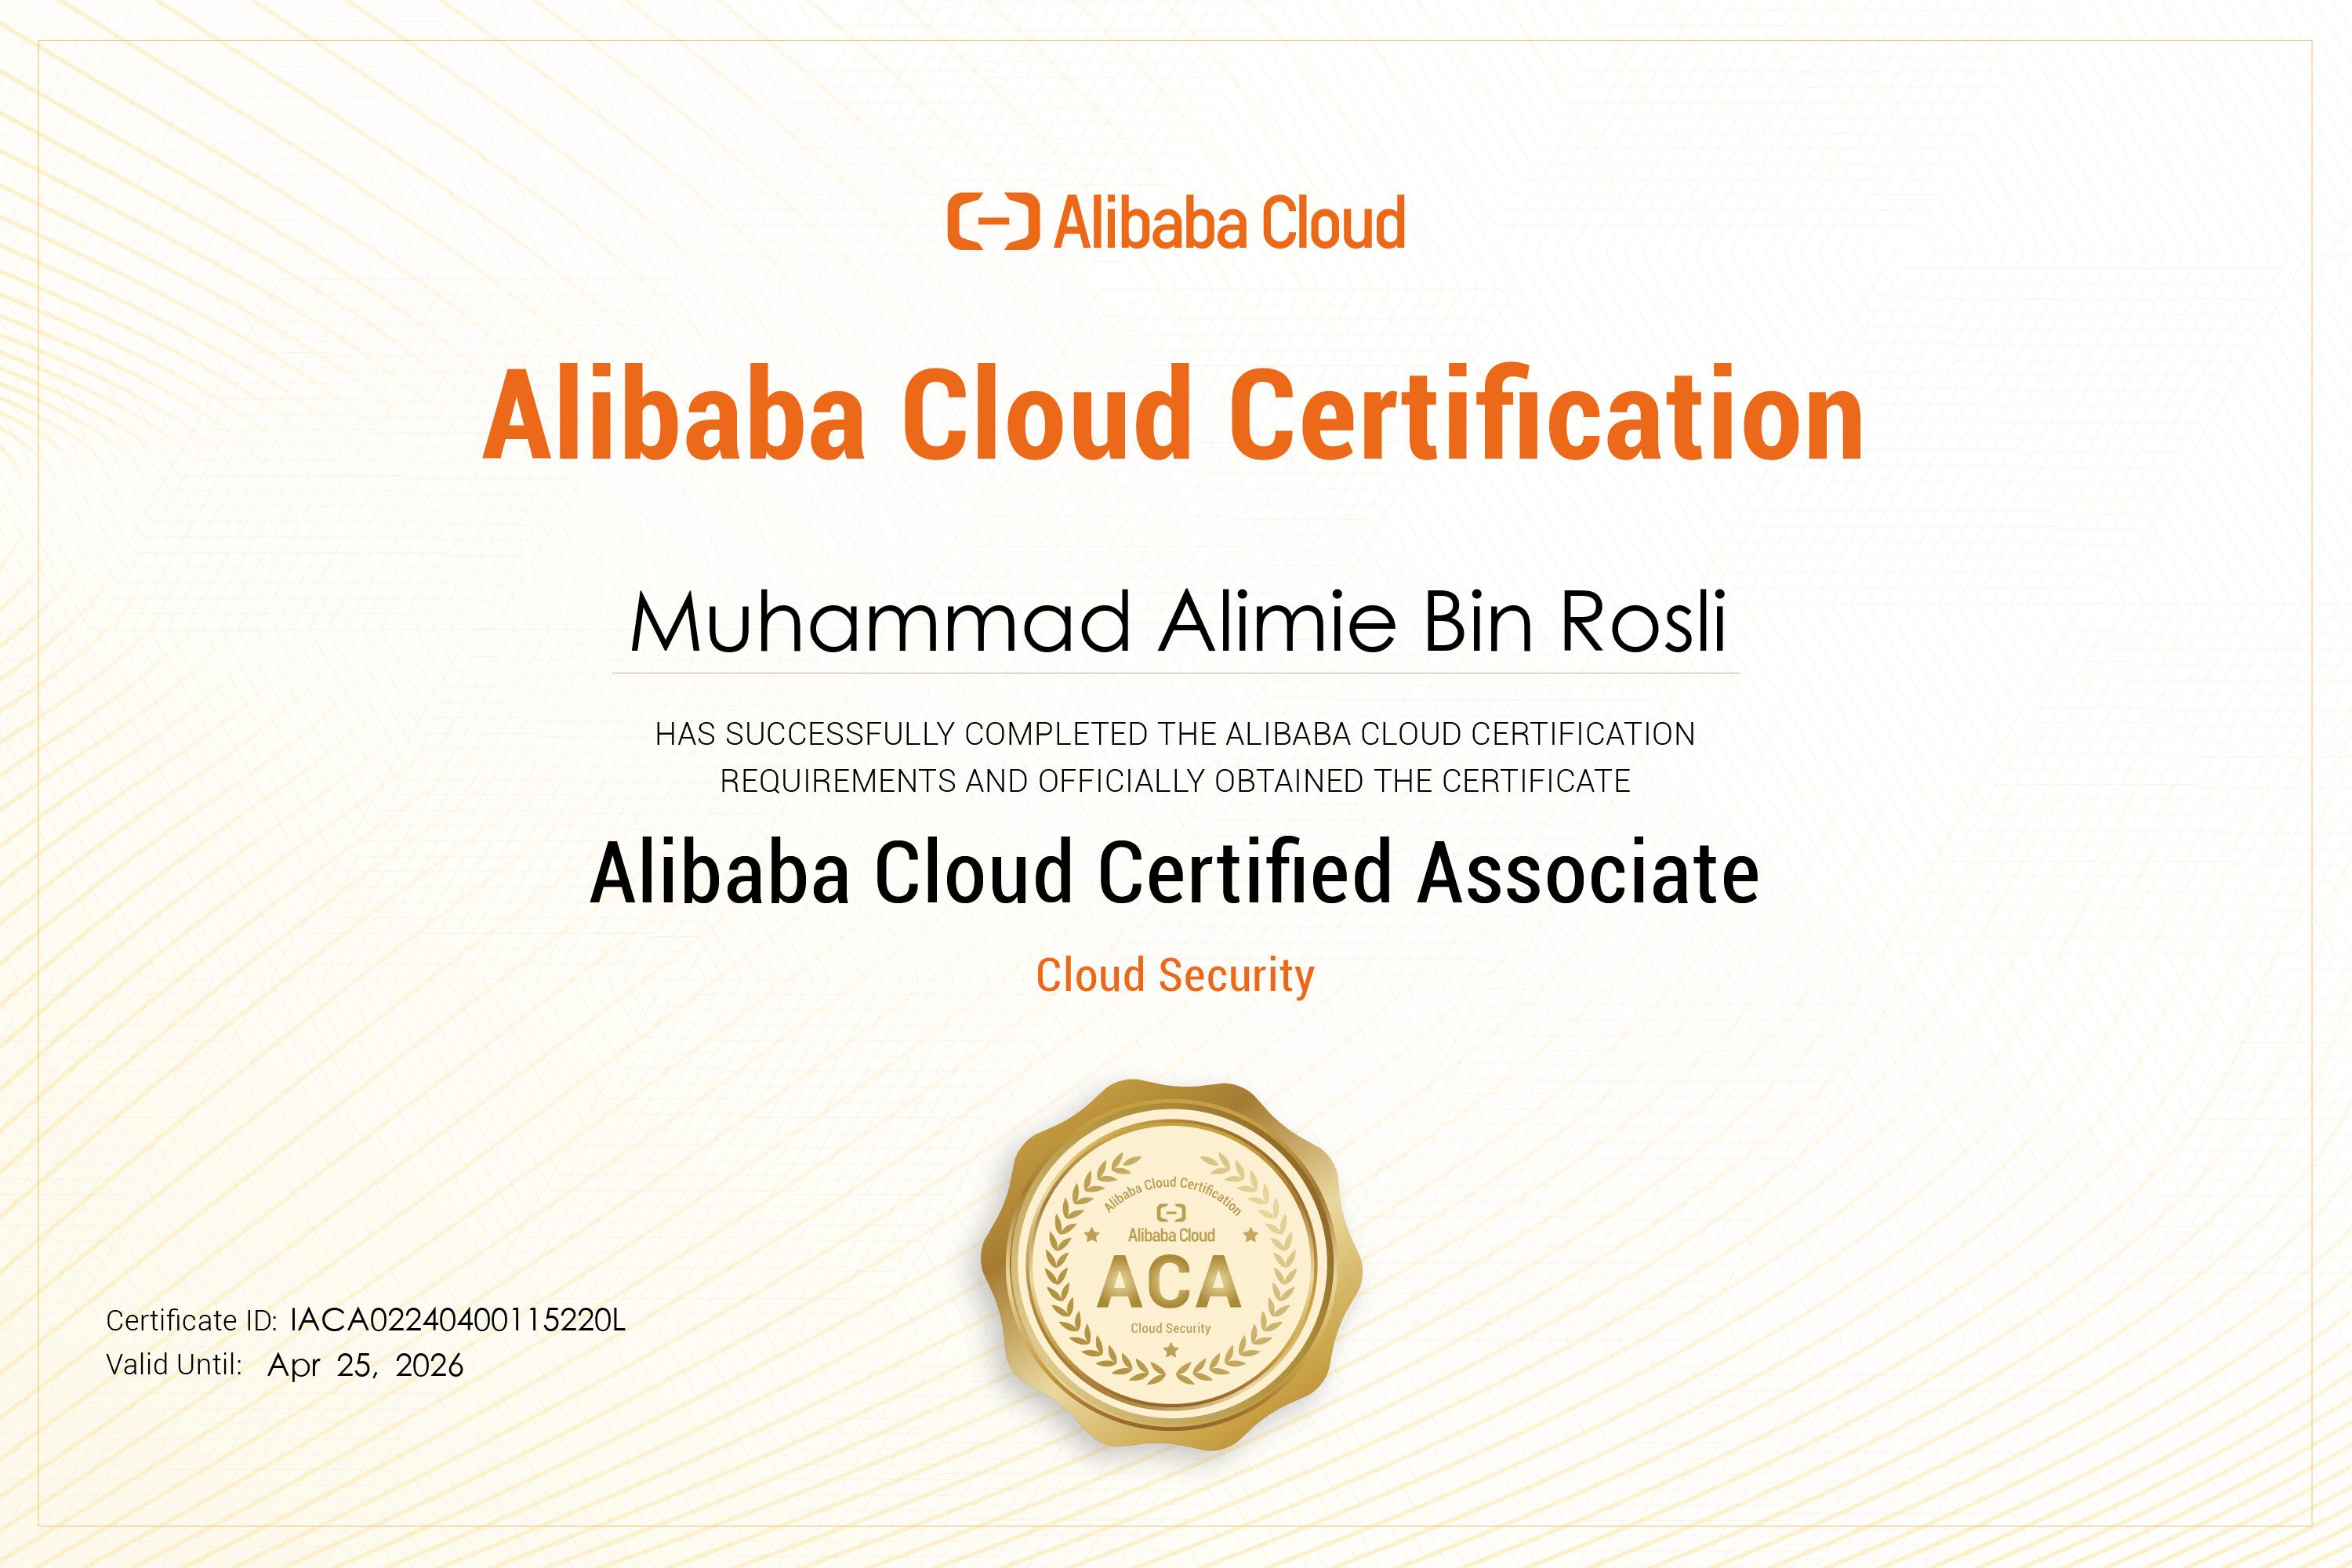 Alibaba Cloud
Alibaba Cloud Certification
Muhammad Alimie Bin Rosli
HAS SUCCESSFULLY COMPLETED THE ALIBABA CLOUD CERTIFICATION
REQUIREMENTS AND OFFICIALLY OBTAINED THE CERTIFICATE
Alibaba Cloud Certified Associate
Cloud Security
Alibaba Cloud Certification
Alibaba Cloud
ACA
Cloud Security
Certificate ID: IACA02240400115220L
Valid Until: Apr 25, 2026